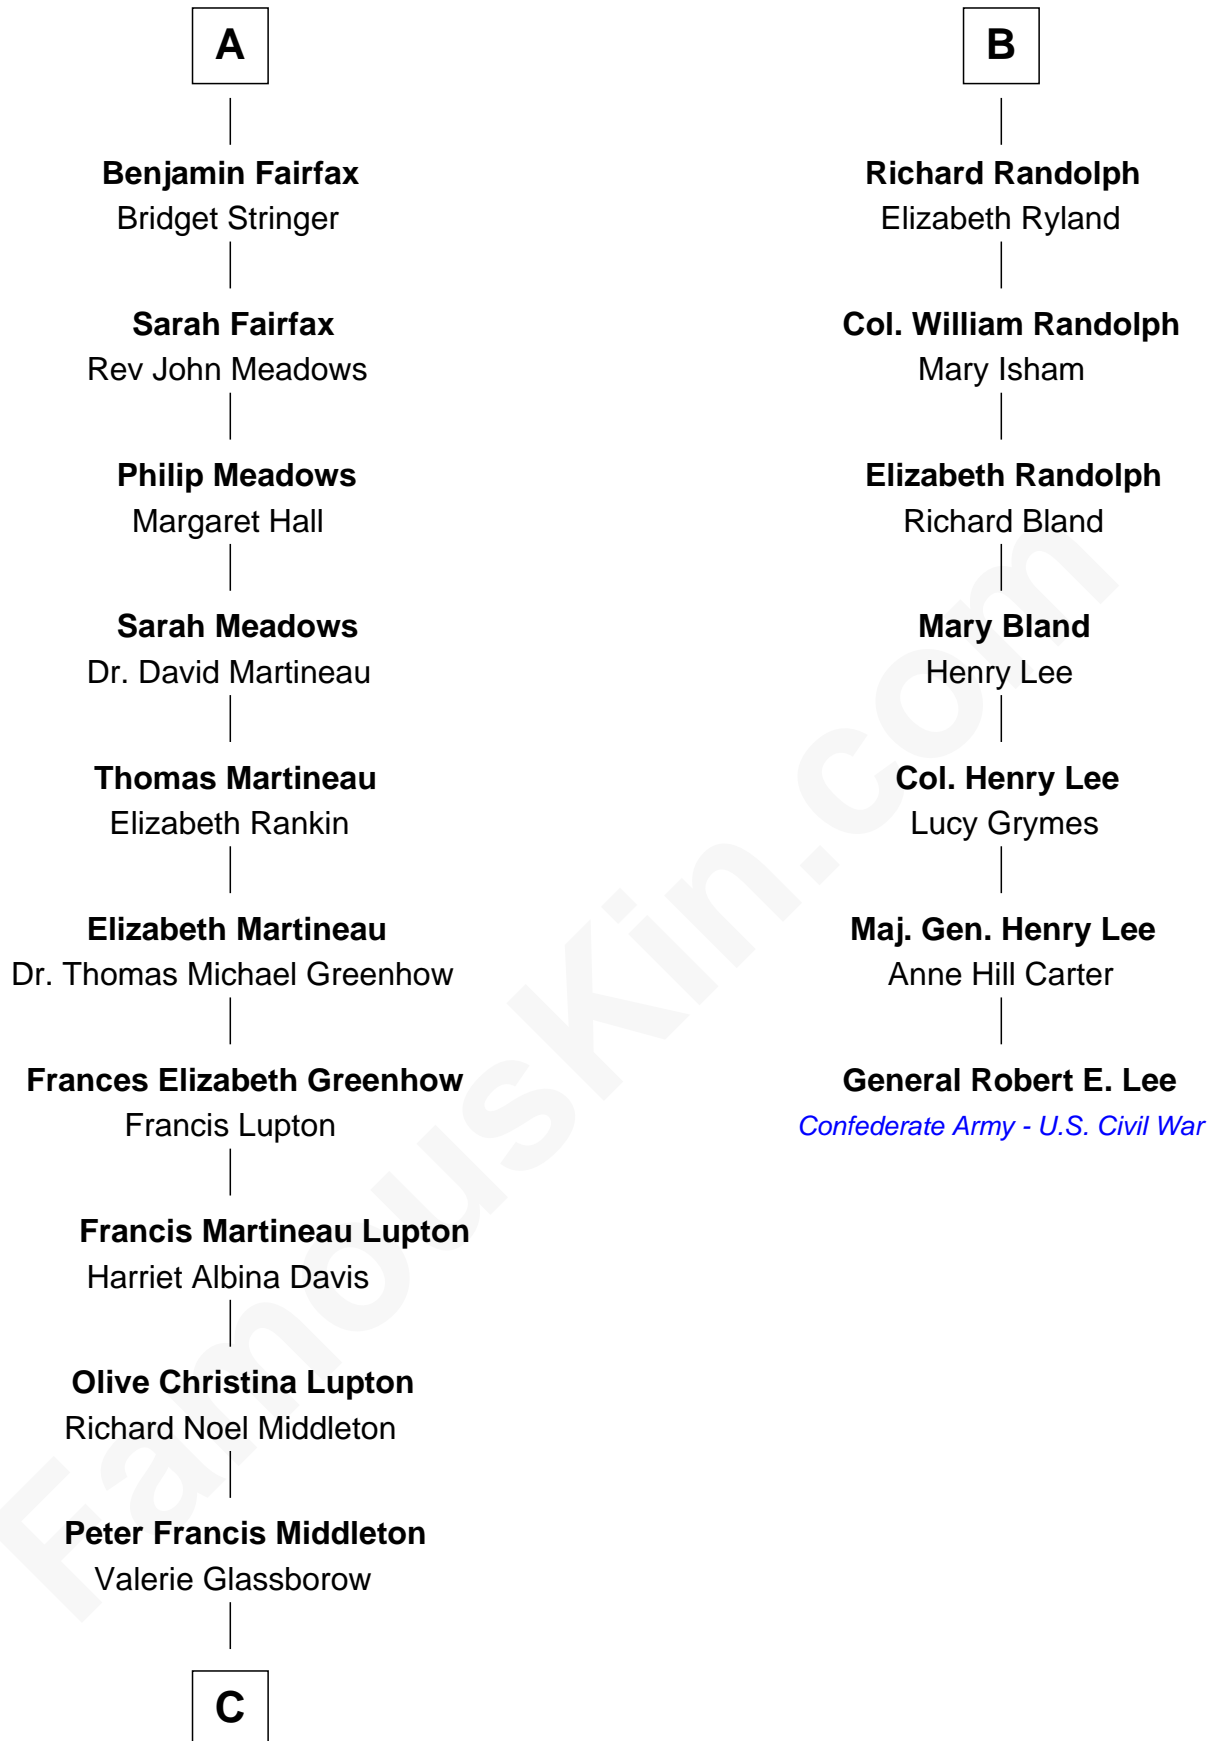 A
Benjamin Fairfax
Bridget Stringer
Sarah Fairfax
Rev John Meadows
Philip Meadows
Margaret Hall
Sarah Meadows
Dr. David Martineau
Thomas Martineau
Elizabeth Rankin
Elizabeth Martineau
Dr. Thomas Michael Greenhow
Frances Elizabeth Greenhow
Francis Lupton
Francis Martineau Lupton
Harriet Albina Davis
Olive Christina Lupton
Richard Noel Middleton
Peter Francis Middleton
Valerie Glassborow
C
B
Richard Randolph
Elizabeth Ryland
Col. William Randolph
Mary Isham
Elizabeth Randolph
Richard Bland
Mary Bland
Henry Lee
Col. Henry Lee
Lucy Grymes
Maj. Gen. Henry Lee
Anne Hill Carter
General Robert E. Lee
Confederate Army - U.S. Civil War
FamousKin.com